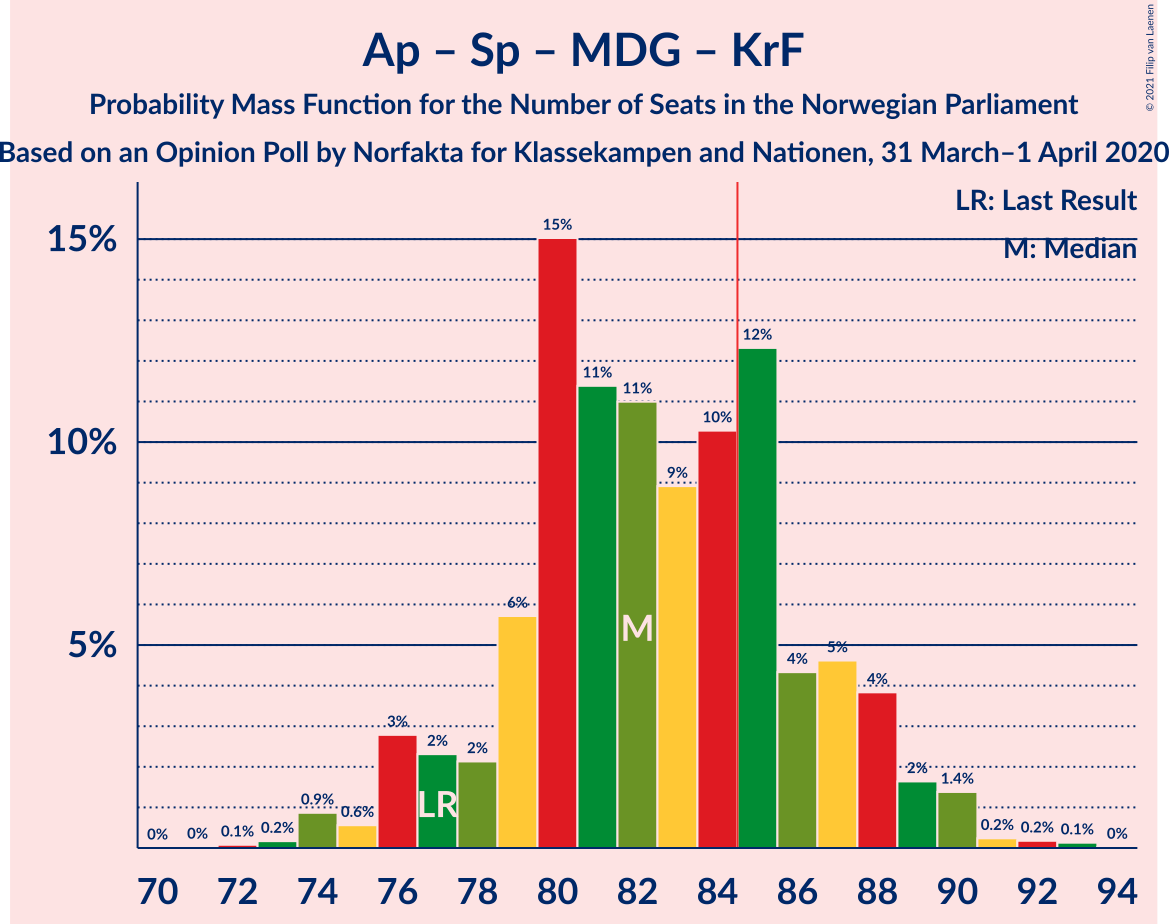 Ap – Sp – MDG – KrF
Probability Mass Function for the Number of Seats in the Norwegian Parliament
Based on an Opinion Poll by Norfakta for Klassekampen and Nationen, 31 March–1 April 2020
© 2021 Filip van Laenen
LR: Last Result
M: Median
15%
10%
5%
0% 0% 0.1% 0.2% 0.9% 0.6% 3% 2% 2% 6% 15% 11% 11% 9% 10% 12% 4% 5% 4% 2% 1.4% 0.2% 0.2% 0.1% 0%
M
LR
70 72 74 76 78 80 82 84 86 88 90 92 94